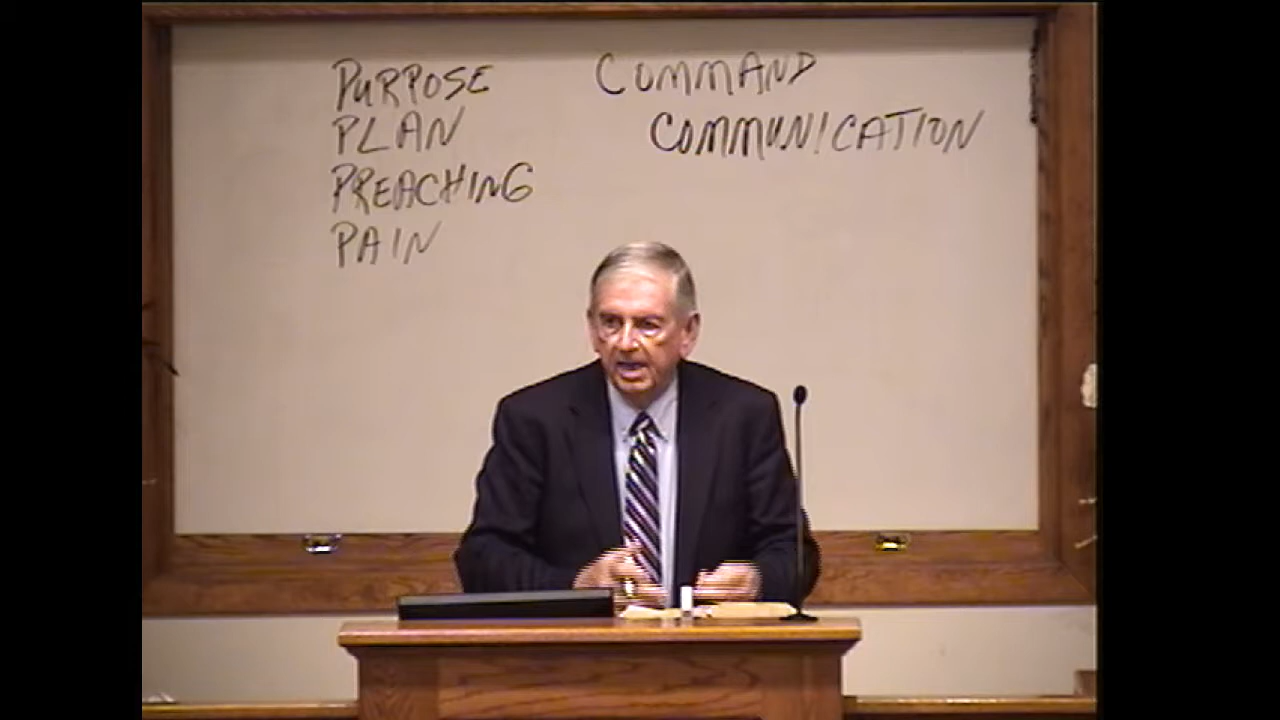 PURPOSE
PLAN
PREACHING
PAIN
COMMAND
COMMUNICATION